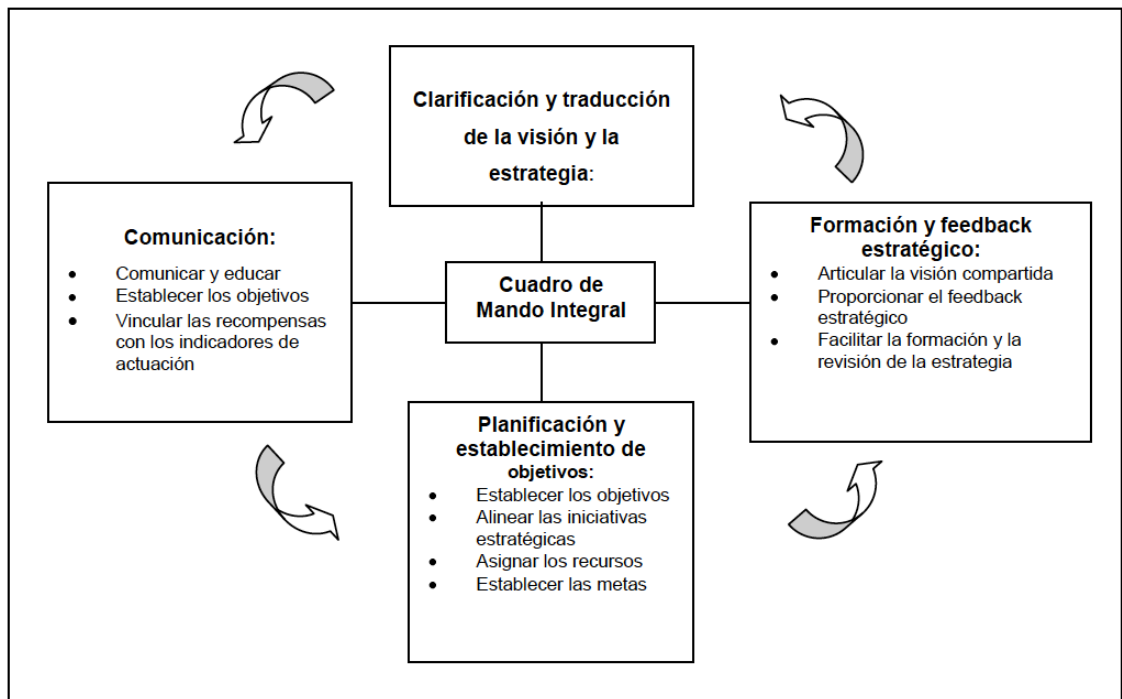 Clarificación y traducción
de la visión y la
estrategia:
Comunicación:
• Comunicar y educar
• Establecer los objetivos
• Vincular las recompensas
con los indicadores de
actuación
Cuadro de
Mando Integral
Formación y feedback
estratégico:
• Articular la visión compartida
• Proporcionar el feedback
estratégico
• Facilitar la formación y la
revisión de la estrategia
Planificación y
establecimiento de
objetivos:
• Establecer los objetivos
• Alinear las iniciativas
estratégicas
• Asignar los recursos
• Establecer las metas